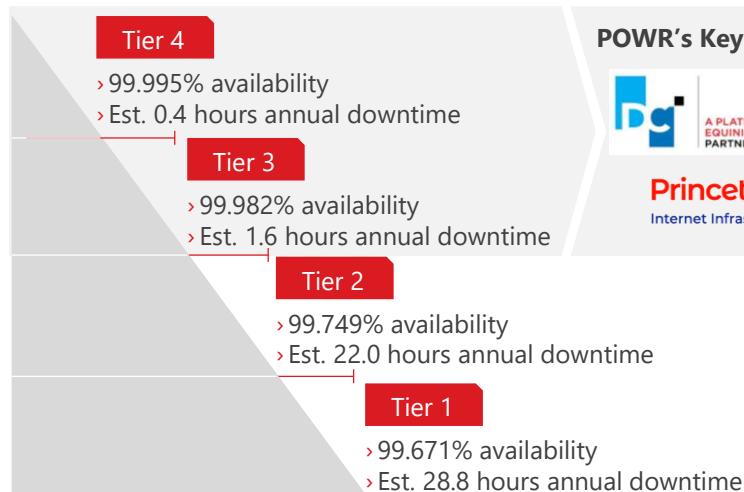 Tier 4
› 99.995% availability
› Est. 0.4 hours annual downtime
Tier 3
› 99.982% availability
› Est. 1.6 hours annual downtime
Tier 2
› 99.749% availability
› Est. 22.0 hours annual downtime
Tier 1
› 99.671% availability
› Est. 28.8 hours annual downtime
POWR’s Key
DCI
A
Internet